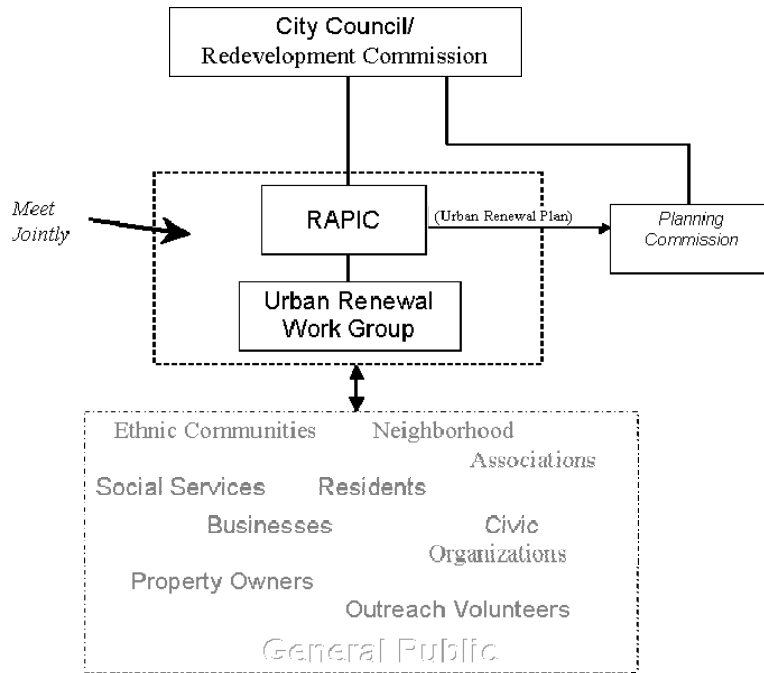 City Council/
Redevelopment Commission
Meet
Jointly
RAPIC
(Urban Renewal Plan)
Planning
Commission
Urban Renewal
Work Group
Ethnic Communities
Neighborhood
Associations
Social Services
Residents
Businesses
Civic
Organizations
Property Owners
Outreach Volunteers
General Public